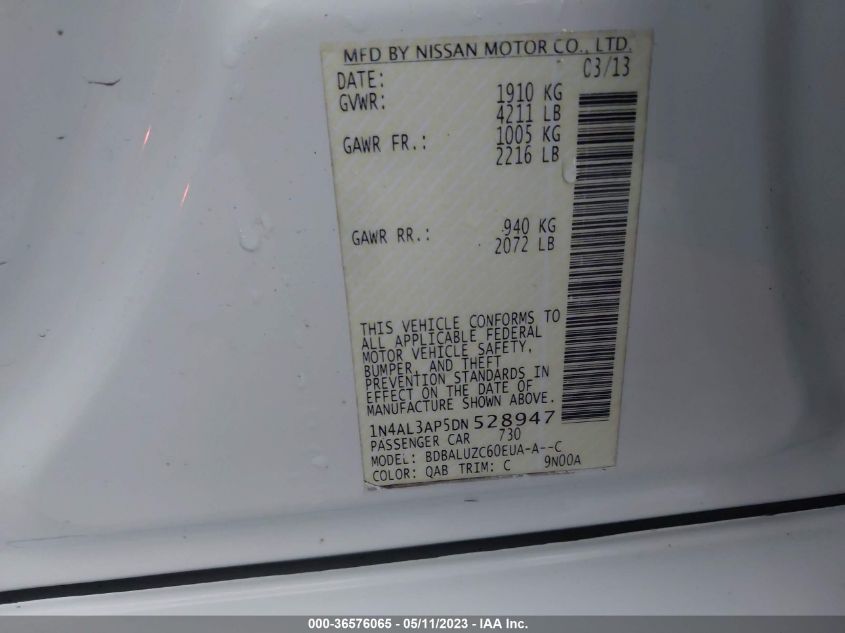 MFD BY NISSAN MOTOR CO., LTD.
DATE: 03/13
GVWR: 1910 KG
4211 LB
GAWR FR.: 1005 KG
2216 LB
GAWR RR.: 940 KG
2072 LB
THIS VEHICLE CONFORMS TO
ALL APPLICABLE FEDERAL
MOTOR VEHICLE SAFETY,
BUMPER, AND THEFT
PREVENTION STANDARDS IN
EFFECT ON THE DATE OF
MANUFACTURE SHOWN ABOVE.
1N4AL3AP5DN528947
PASSENGER CAR 730
MODEL: BDBALUZC60EUA-A--C
COLOR: QAB TRIM: C 9N00A
000-36576065 - 05/11/2023 - IAA Inc.